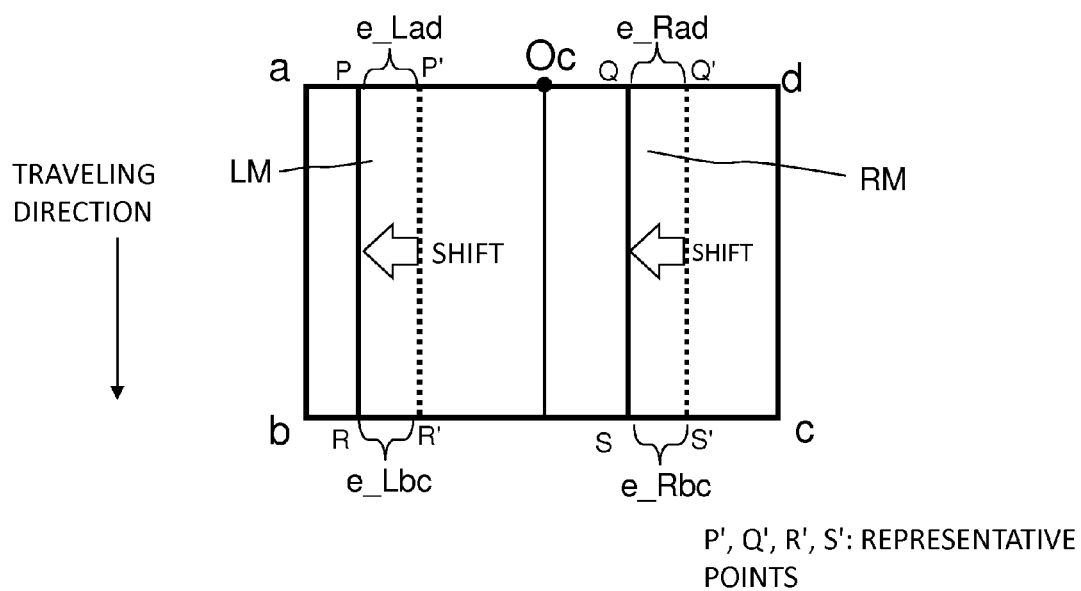 e_Lad e_Rad
a P P' Oc Q Q' d
LM RM
TRAVELING
DIRECTION
SHIFT SHIFT
b R R' S S' c
e_Lbc e_Rbc
P', Q', R', S': REPRESENTATIVE
POINTS